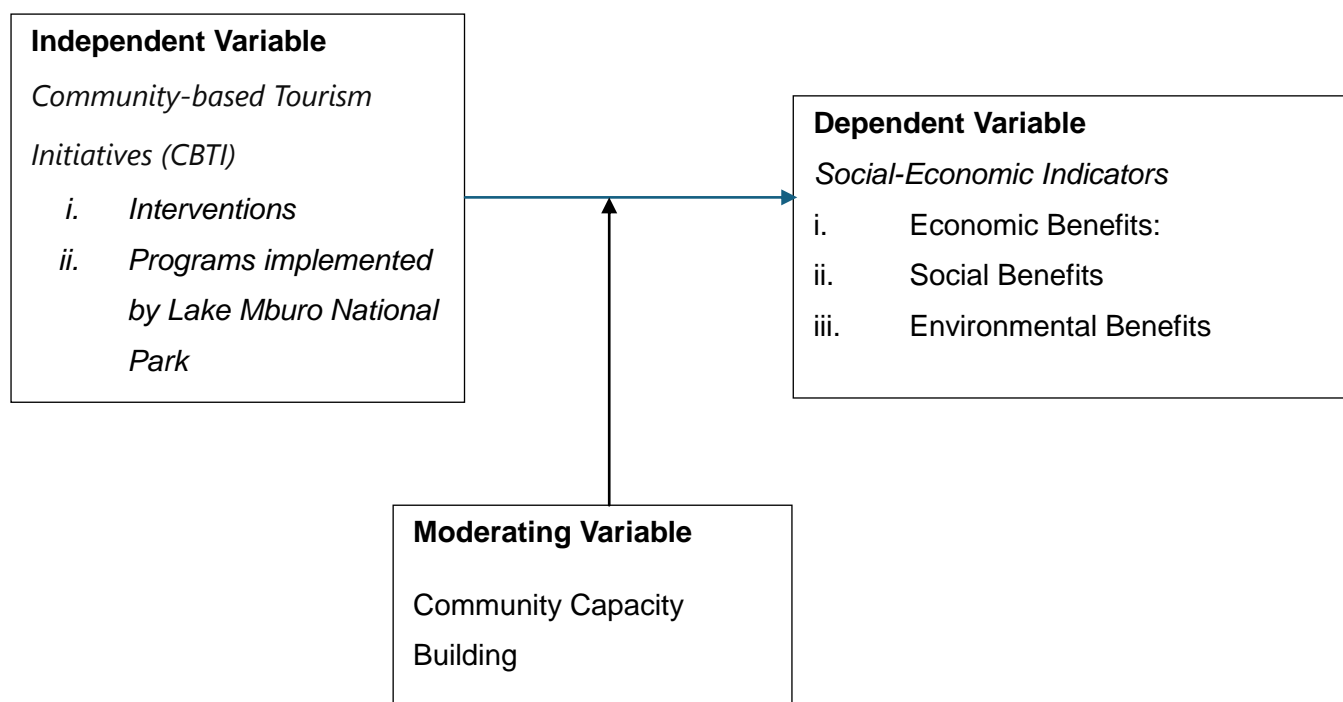 Independent Variable
Community-based Tourism
Initiatives (CBTI)
i. Interventions
ii. Programs implemented
by Lake Mburo National
Park
Dependent Variable
Social-Economic Indicators
i. Economic Benefits:
ii. Social Benefits
iii. Environmental Benefits
Moderating Variable
Community Capacity
Building